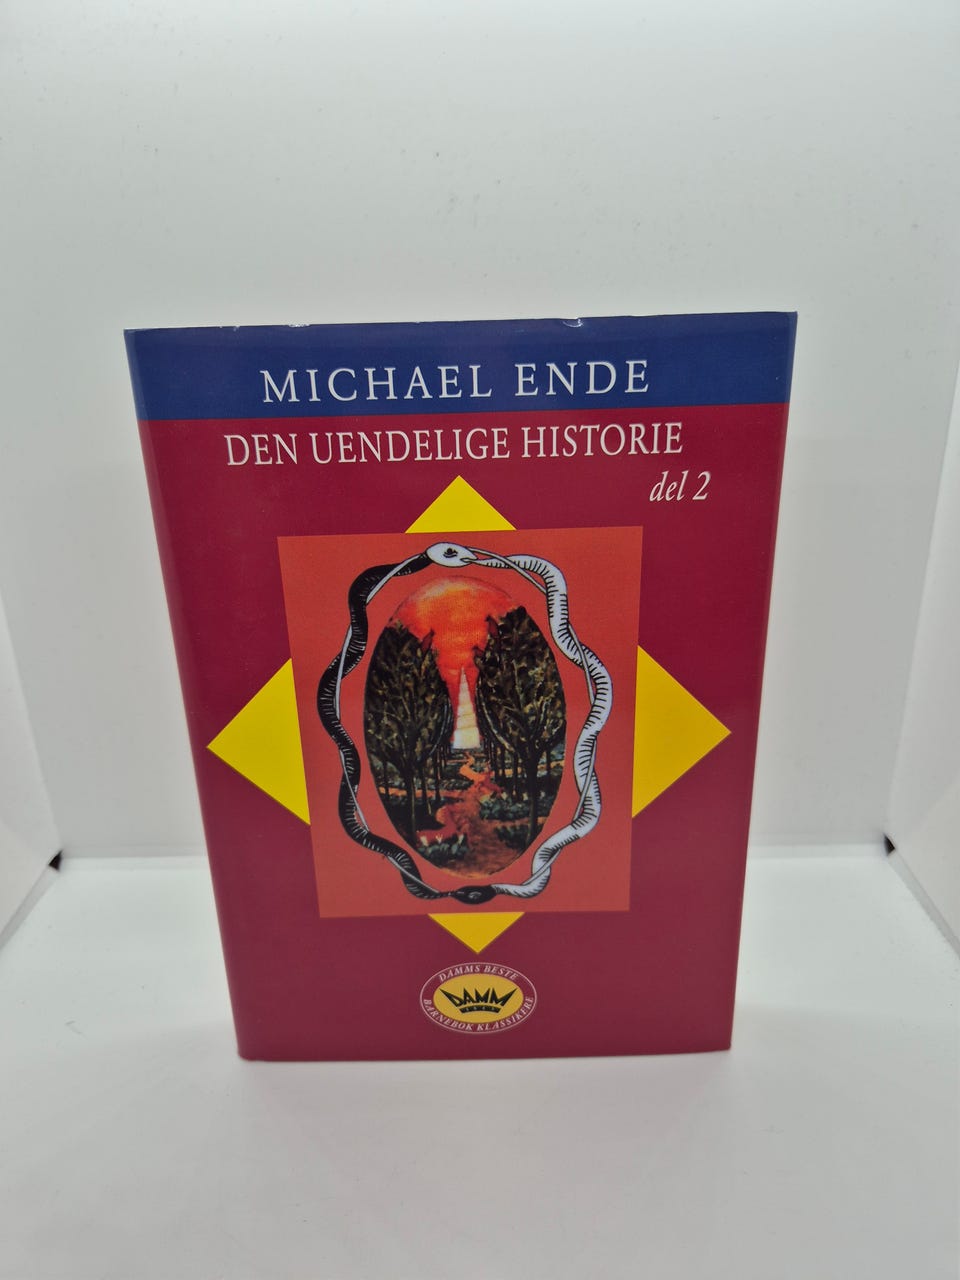 MICHAEL ENDE
DEN UENDELIGE HISTORIE
del 2
DAMMS BESTE
DAMM
BARNEBOK KLASSIKERE